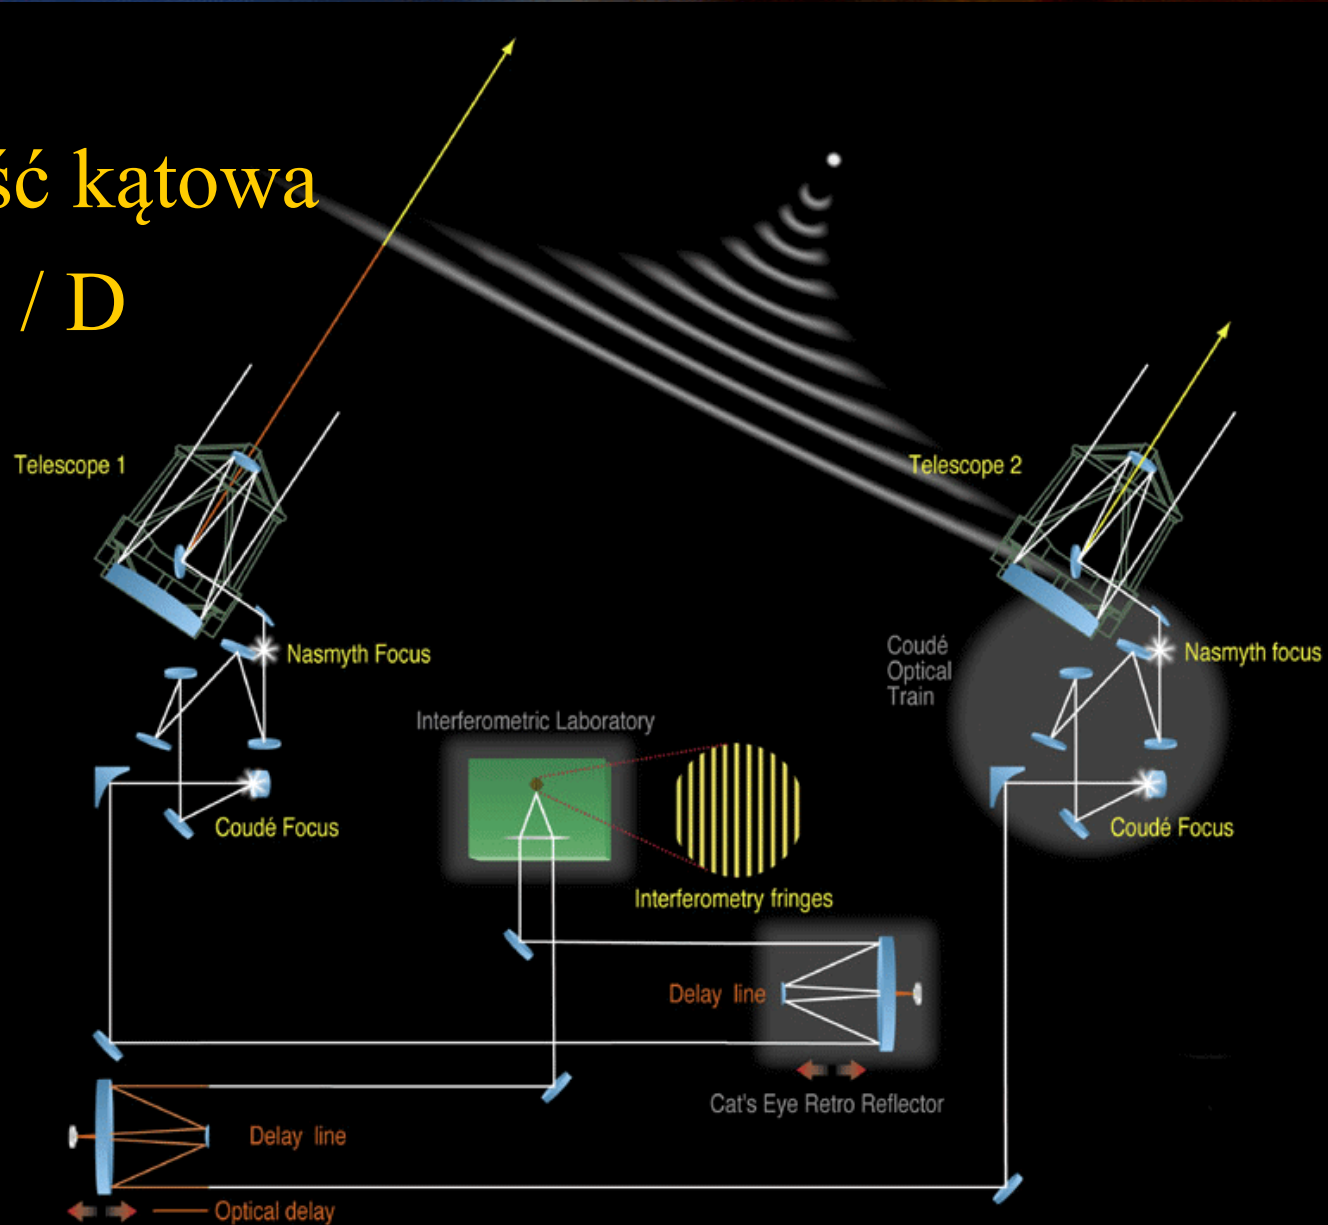 ść kątowa
/ D
Telescope 1
Telescope 2
Nasmyth Focus
Coudé
Optical
Train
Nasmyth focus
Interferometric Laboratory
Coudé Focus
Coudé Focus
Interferometry fringes
Delay line
Cat's Eye Retro Reflector
Delay line
Optical delay